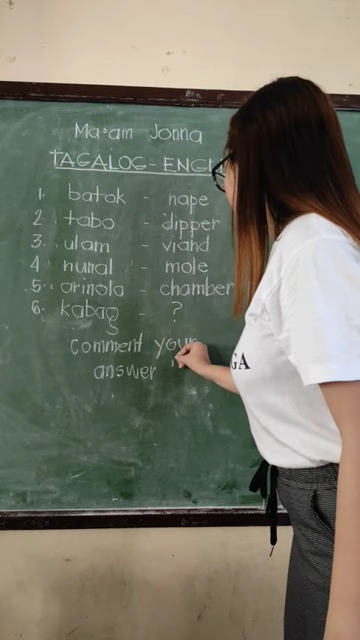 Ma'am Jonna
TAGALOG - ENGL
1. batok - nape
2. tabo - dipper
3. ulam - viand
4. nunal - mole
5. arinola - chamber
6. kabag - ?
comment your
answer
GA